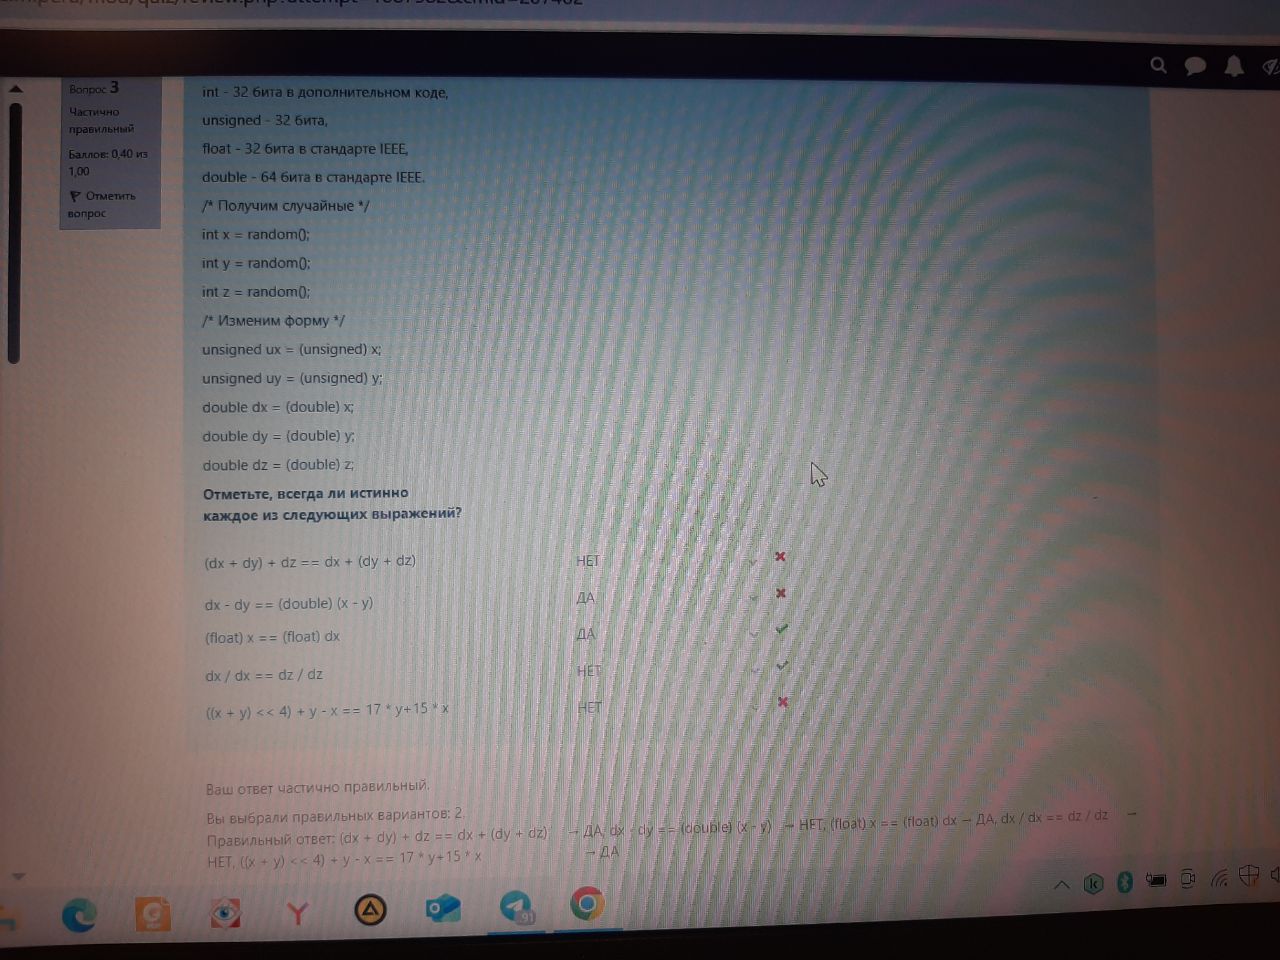 Вопрос 3
Частично
правильный
Баллов: 0,40 из
1,00
Отметить
вопрос
int - 32 бита в дополнительном коде,
unsigned - 32 бита,
float - 32 бита в стандарте IEEE,
double - 64 бита в стандарте IEEE.
/* Получим случайные */
int x = random();
int y = random();
int z = random();
/* Изменим форму */
unsigned ux = (unsigned) x;
unsigned uy = (unsigned) y;
double dx = (double) x;
double dy = (double) y;
double dz = (double) z;
Отметьте, всегда ли истинно
каждое из следующих выражений?
(dx + dy) + dz == dx + (dy + dz) НЕТ
dx - dy == (double) (x - y) ДА
(float) x == (float) dx ДА
dx / dx == dz / dz НЕТ
((x + y) << 4) + y - x == 17 * y+15 * x НЕТ
Ваш ответ частично правильный.
Вы выбрали правильных вариантов: 2.
Правильный ответ: (dx + dy) + dz == dx + (dy + dz) → ДА, dx - dy == (double) (x - y) → НЕТ, (float) x == (float) dx → ДА, dx / dx == dz / dz →
НЕТ, ((x + y) << 4) + y - x == 17 * y+15 * x → ДА
91